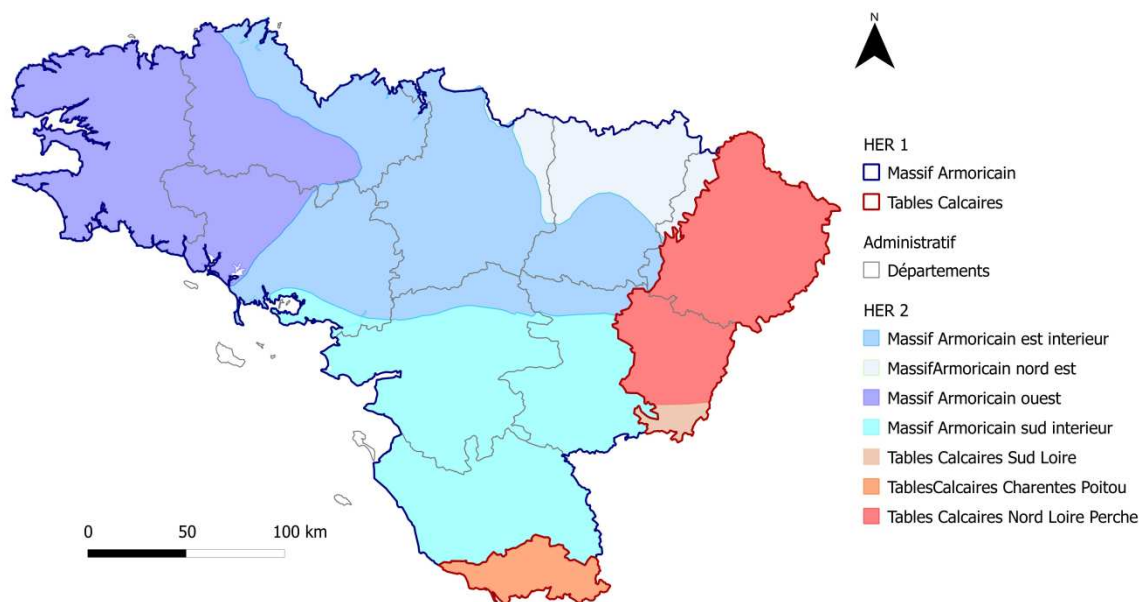 N
HER 1
Massif Armoricain
Tables Calcaires
Administratif
Départements
HER 2
Massif Armoricain est interieur
MassifArmoricain nord est
Massif Armoricain ouest
Massif Armoricain sud interieur
Tables Calcaires Sud Loire
TablesCalcaires Charentes Poitou
Tables Calcaires Nord Loire Perche
0 50 100 km